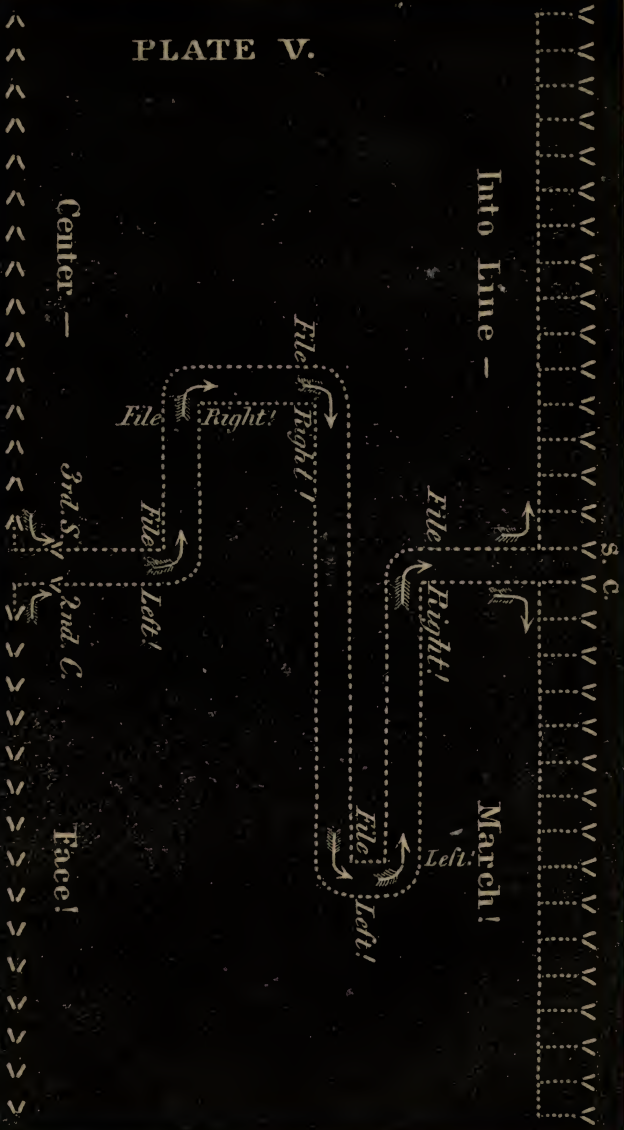 PLATE V.
Center —
Face!
3rd. S.
2nd. C.
File Left!
File Right!
File Right!
File Left!
Left!
File Right!
Into Line —
March!
S. C.